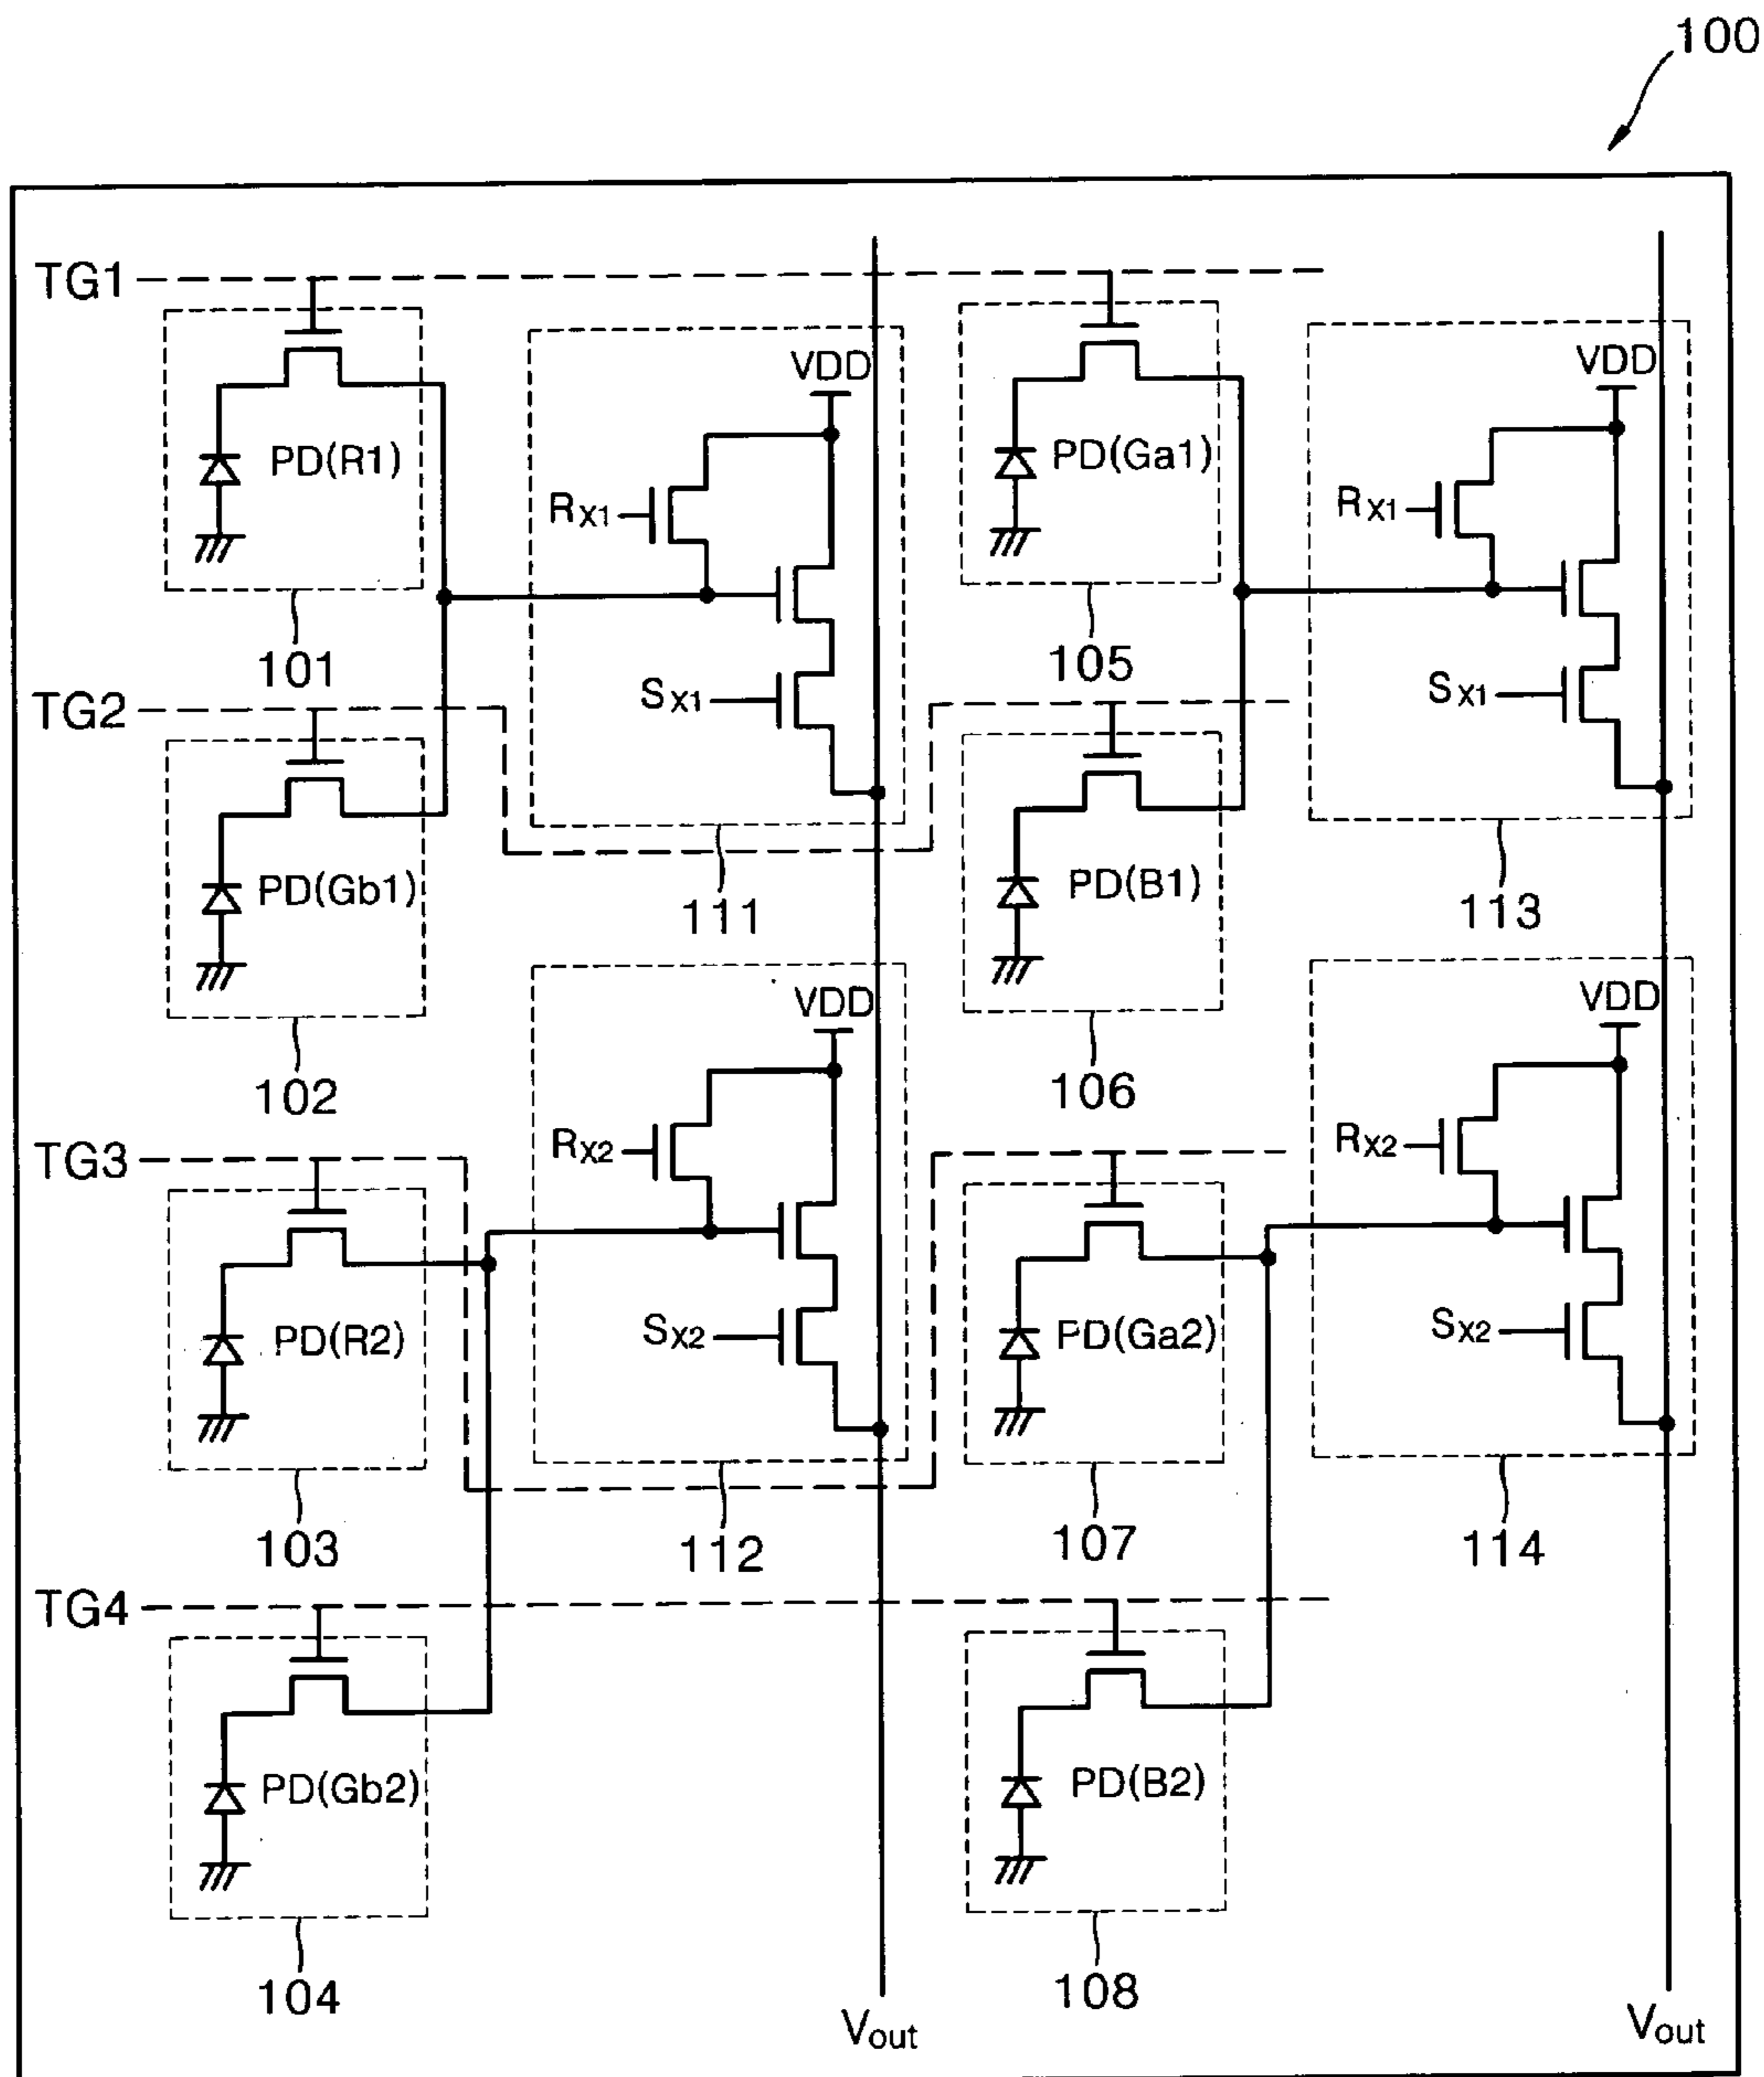 100
TG1
VDD
VDD
PD(R1)
PD(Ga1)
RX1
RX1
101
105
SX1
SX1
TG2
PD(Gb1)
PD(B1)
111
113
VDD
VDD
102
106
RX2
RX2
TG3
PD(R2)
SX2
PD(Ga2)
SX2
103
112
107
114
TG4
PD(Gb2)
PD(B2)
104
108
Vout
Vout